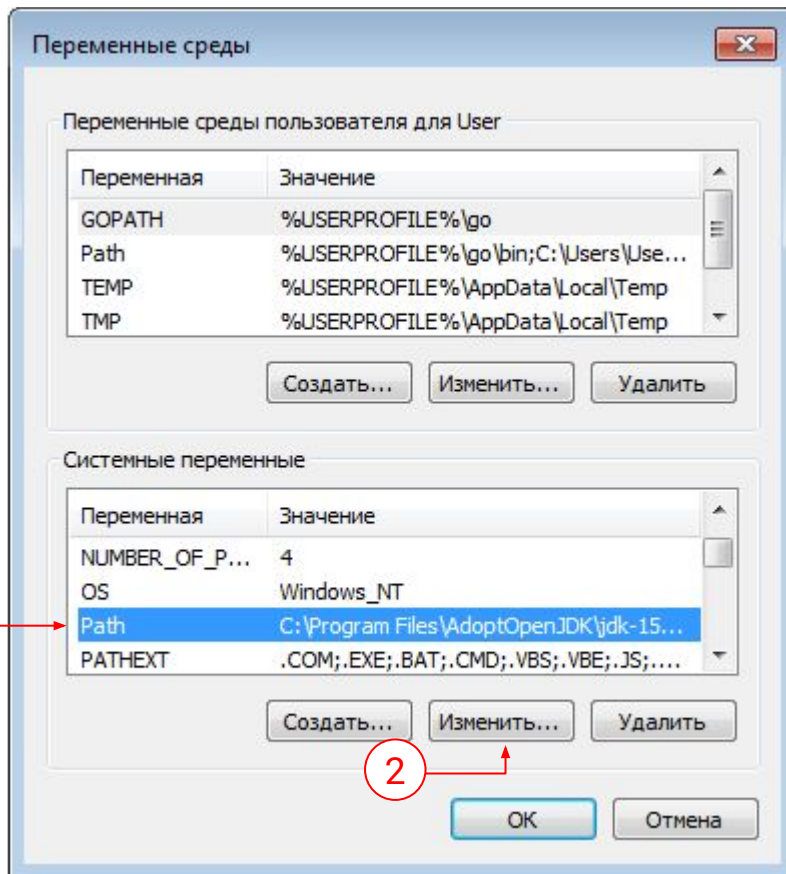 Переменные среды
Переменные среды пользователя для User
Переменная Значение
GOPATH %USERPROFILE%\go
Path %USERPROFILE%\go\bin;C:\Users\Use...
TEMP %USERPROFILE%\AppData\Local\Temp
TMP %USERPROFILE%\AppData\Local\Temp
Создать... Изменить... Удалить
Системные переменные
Переменная Значение
NUMBER_OF_P... 4
OS Windows_NT
Path C:\Program Files\AdoptOpenJDK\jdk-15...
PATHEXT .COM;.EXE;.BAT;.CMD;.VBS;.VBE;.JS;....
Создать... Изменить... Удалить
2
ОК Отмена